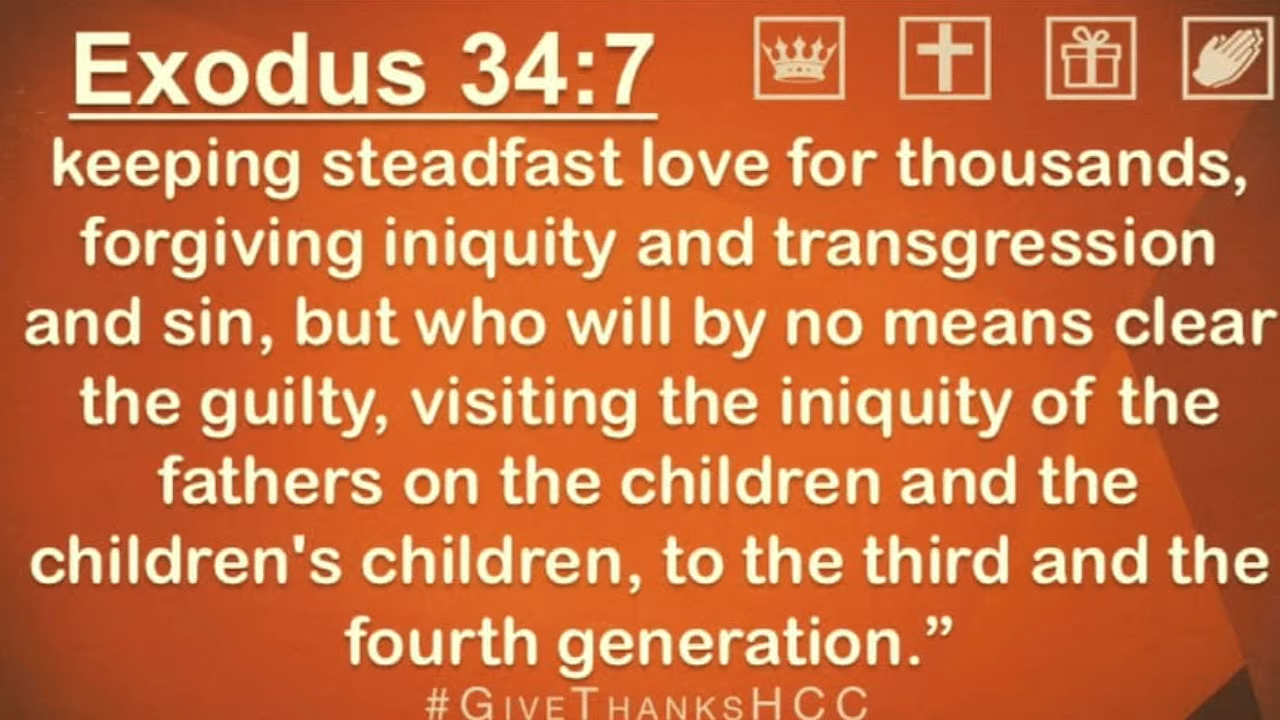 Exodus 34:7
keeping steadfast love for thousands,
forgiving iniquity and transgression
and sin, but who will by no means clear
the guilty, visiting the iniquity of the
fathers on the children and the
children's children, to the third and the
fourth generation.”
#GiveThanksHCC